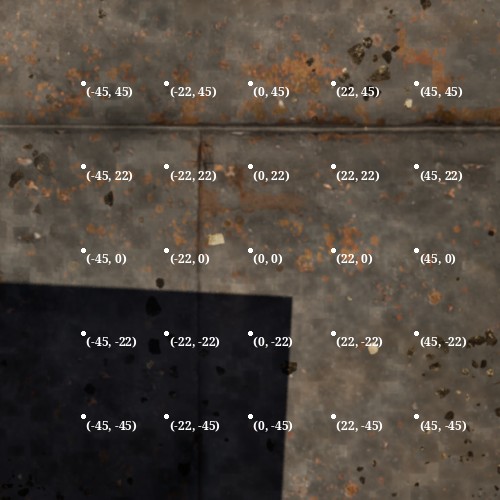 (-45, 45) (-22, 45) (0, 45) (22, 45) (45, 45)
(-45, 22) (-22, 22) (0, 22) (22, 22) (45, 22)
(-45, 0) (-22, 0) (0, 0) (22, 0) (45, 0)
(-45, -22) (-22, -22) (0, -22) (22, -22) (45, -22)
(-45, -45) (-22, -45) (0, -45) (22, -45) (45, -45)